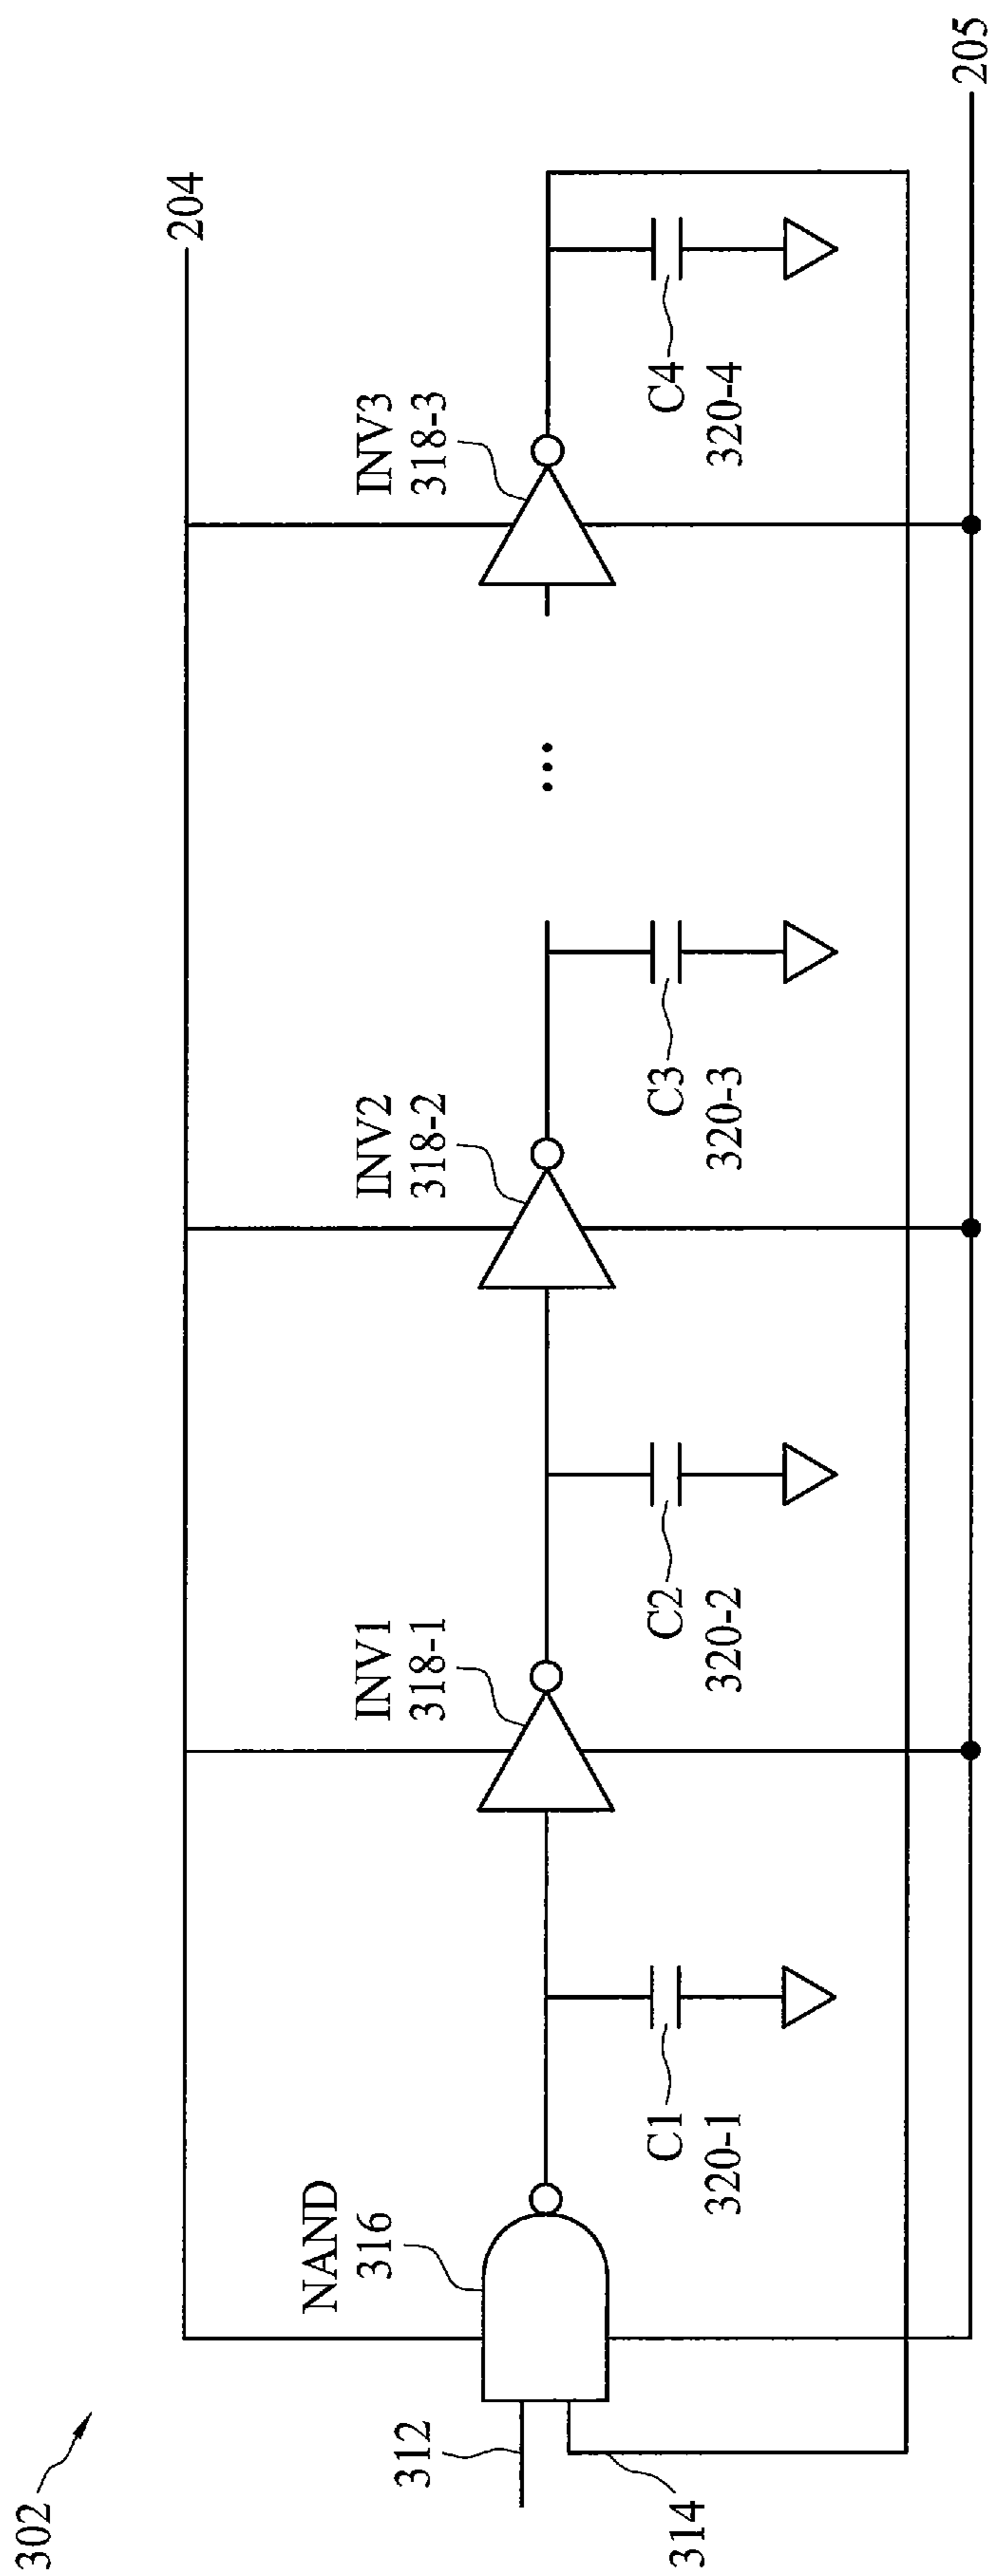 302
204
205
NAND
316
INV1
318-1
INV2
318-2
INV3
318-3
...
C1
320-1
C2
320-2
C3
320-3
C4
320-4
312
314